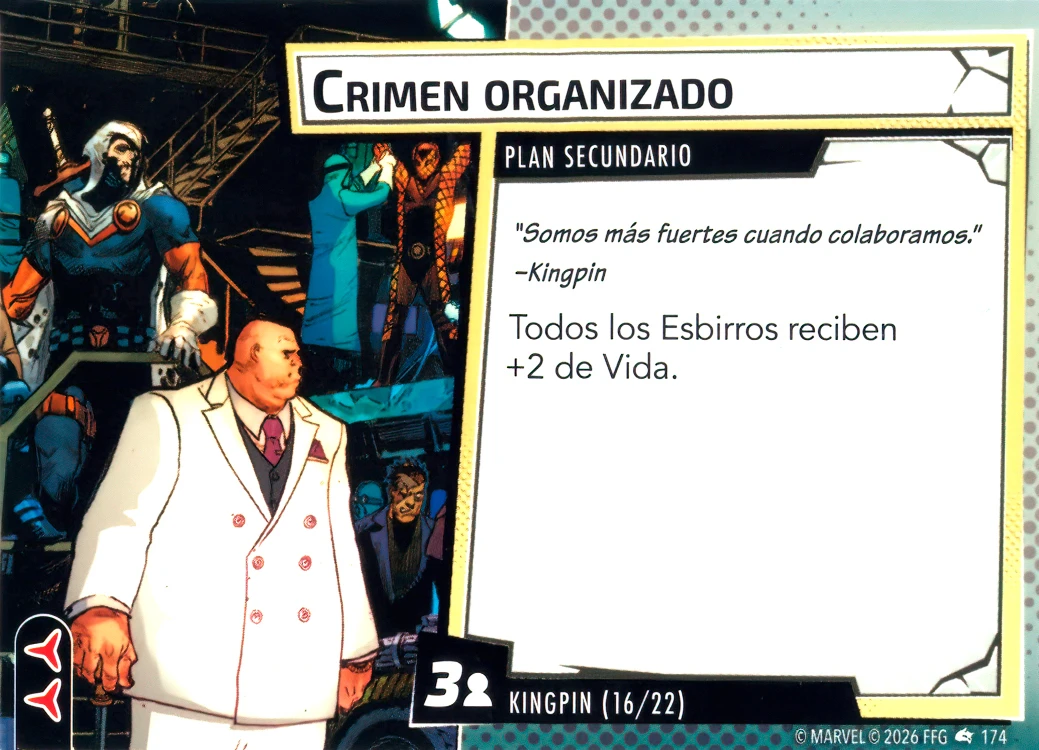 CRIMEN ORGANIZADO
PLAN SECUNDARIO
"Somos más fuertes cuando colaboramos."
–Kingpin
Todos los Esbirros reciben
+2 de Vida.
3
KINGPIN (16/22)
© MARVEL © 2026 FFG 174